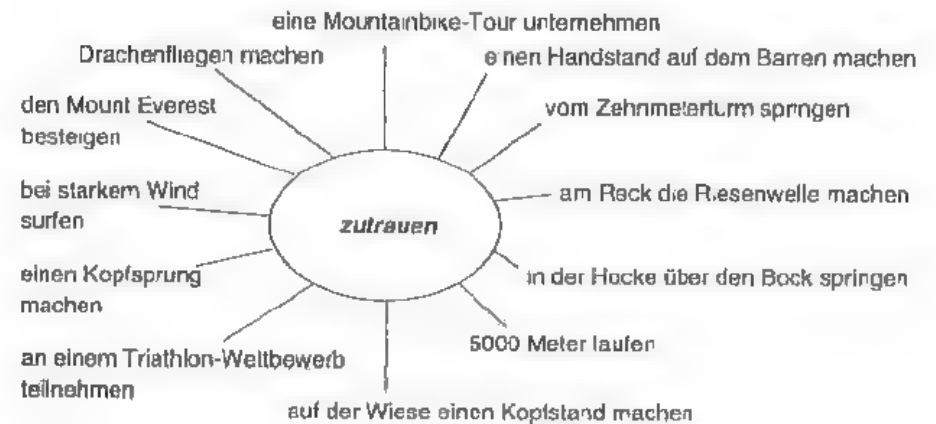 eine Mountainbike-Tour unternehmen
Drachenfliegen machen
einen Handstand auf dem Barren machen
den Mount Everest
besteigen
vom Zehnmeterturm springen
bei starkem Wind
surfen
zutrauen
am Reck die Riesenwelle machen
einen Kopfsprung
machen
in der Hocke über den Bock springen
5000 Meter laufen
an einem Triathlon-Wettbewerb
teilnehmen
auf der Wiese einen Kopfstand machen